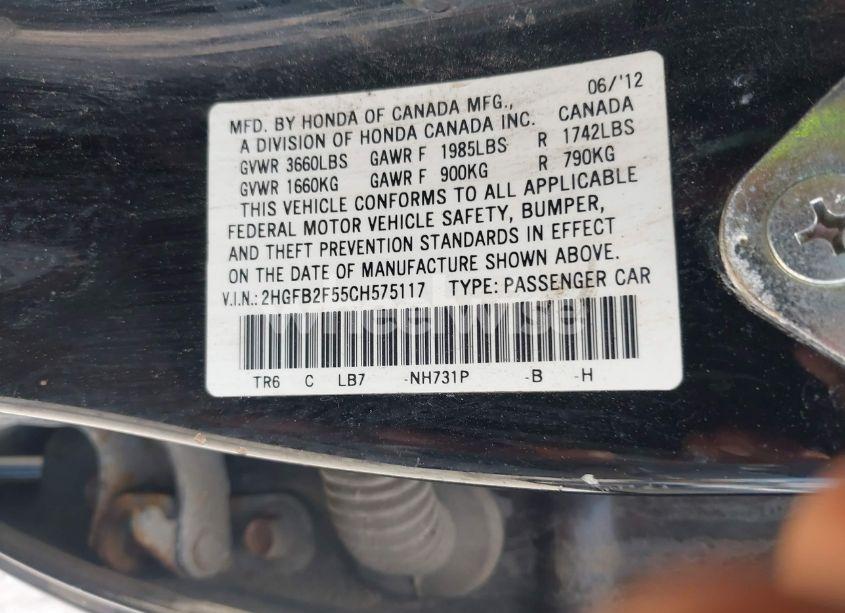 06/'12
MFD. BY HONDA OF CANADA MFG.,
A DIVISION OF HONDA CANADA INC. CANADA
GVWR 3660LBS GAWR F 1985LBS R 1742LBS
GVWR 1660KG GAWR F 900KG R 790KG
THIS VEHICLE CONFORMS TO ALL APPLICABLE
FEDERAL MOTOR VEHICLE SAFETY, BUMPER,
AND THEFT PREVENTION STANDARDS IN EFFECT
ON THE DATE OF MANUFACTURE SHOWN ABOVE.
V.I.N.: 2HGFB2F55CH575117 TYPE: PASSENGER CAR
wheelwise
TR6 C LB7 -NH731P -B -H